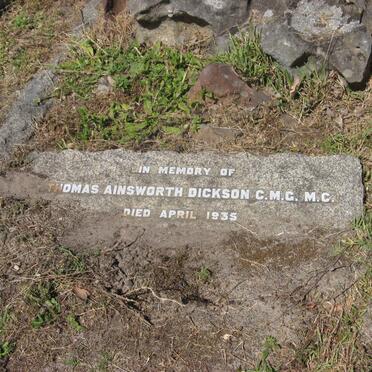 IN MEMORY OF
THOMAS AINSWORTH DICKSON C.M.G. M.C.
DIED APRIL 1935